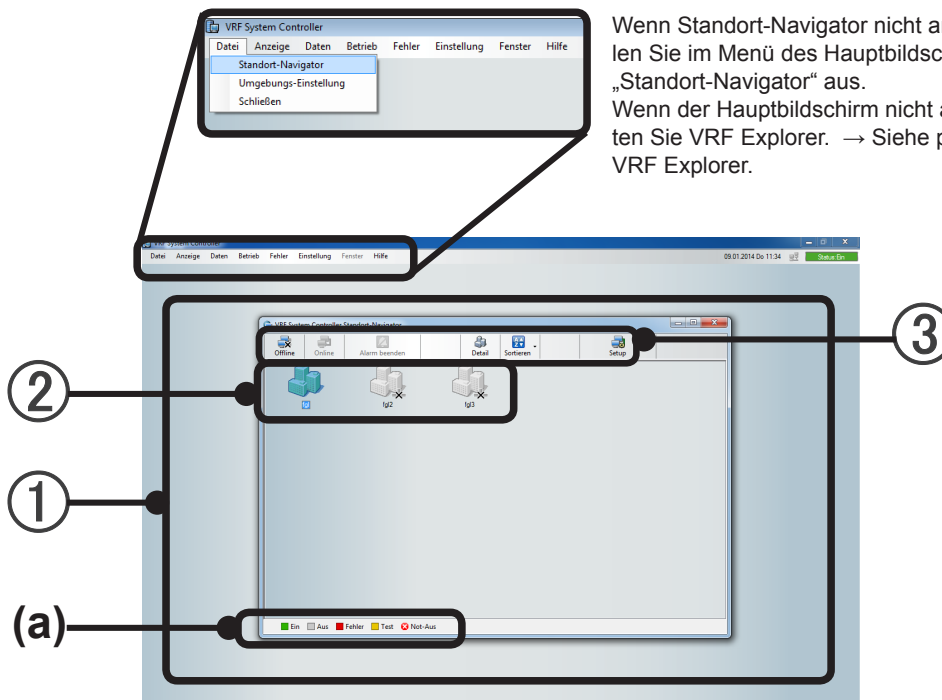 VRF System Controller
Datei Anzeige Daten Betrieb Fehler Einstellung Fenster Hilfe
Standort-Navigator
Umgebungs-Einstellung
Schließen
Wenn Standort-Navigator nicht
len Sie im Menü des
„Standort-Navigator“ aus.
Wenn der Hauptbildschirm nicht
ten Sie VRF Explorer. → Siehe
VRF Explorer.
System Controller
Datei Anzeige Daten Betrieb Fehler Einstellung Fenster Hilfe
09.01.2014 Do 11:34 Status: Ein
VRF System Controller Standort-Navigator
Offline Online Alarm beenden Detail Sortieren Setup
fgl2 fgl3
Ein Aus Fehler Test Not-Aus
③
②
①
(a)